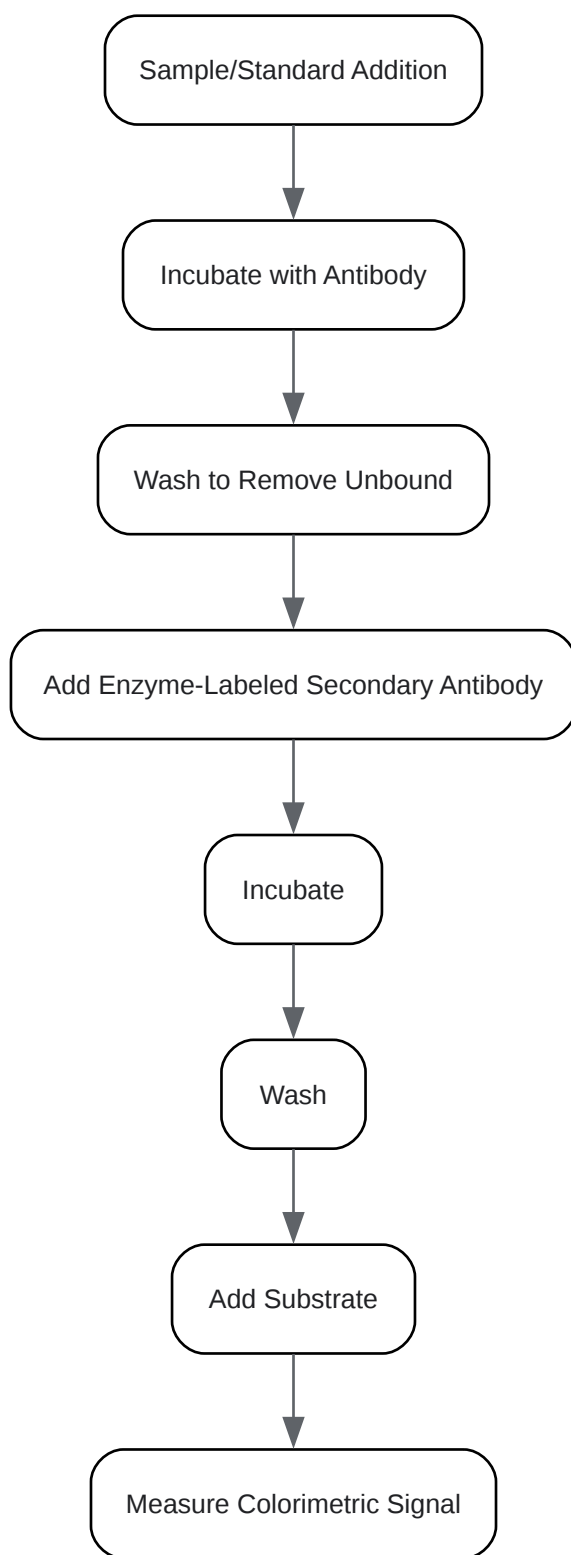 Sample/Standard Addition
Incubate with Antibody
Wash to Remove Unbound
Add Enzyme-Labeled Secondary Antibody
Incubate
Wash
Add Substrate
Measure Colorimetric Signal